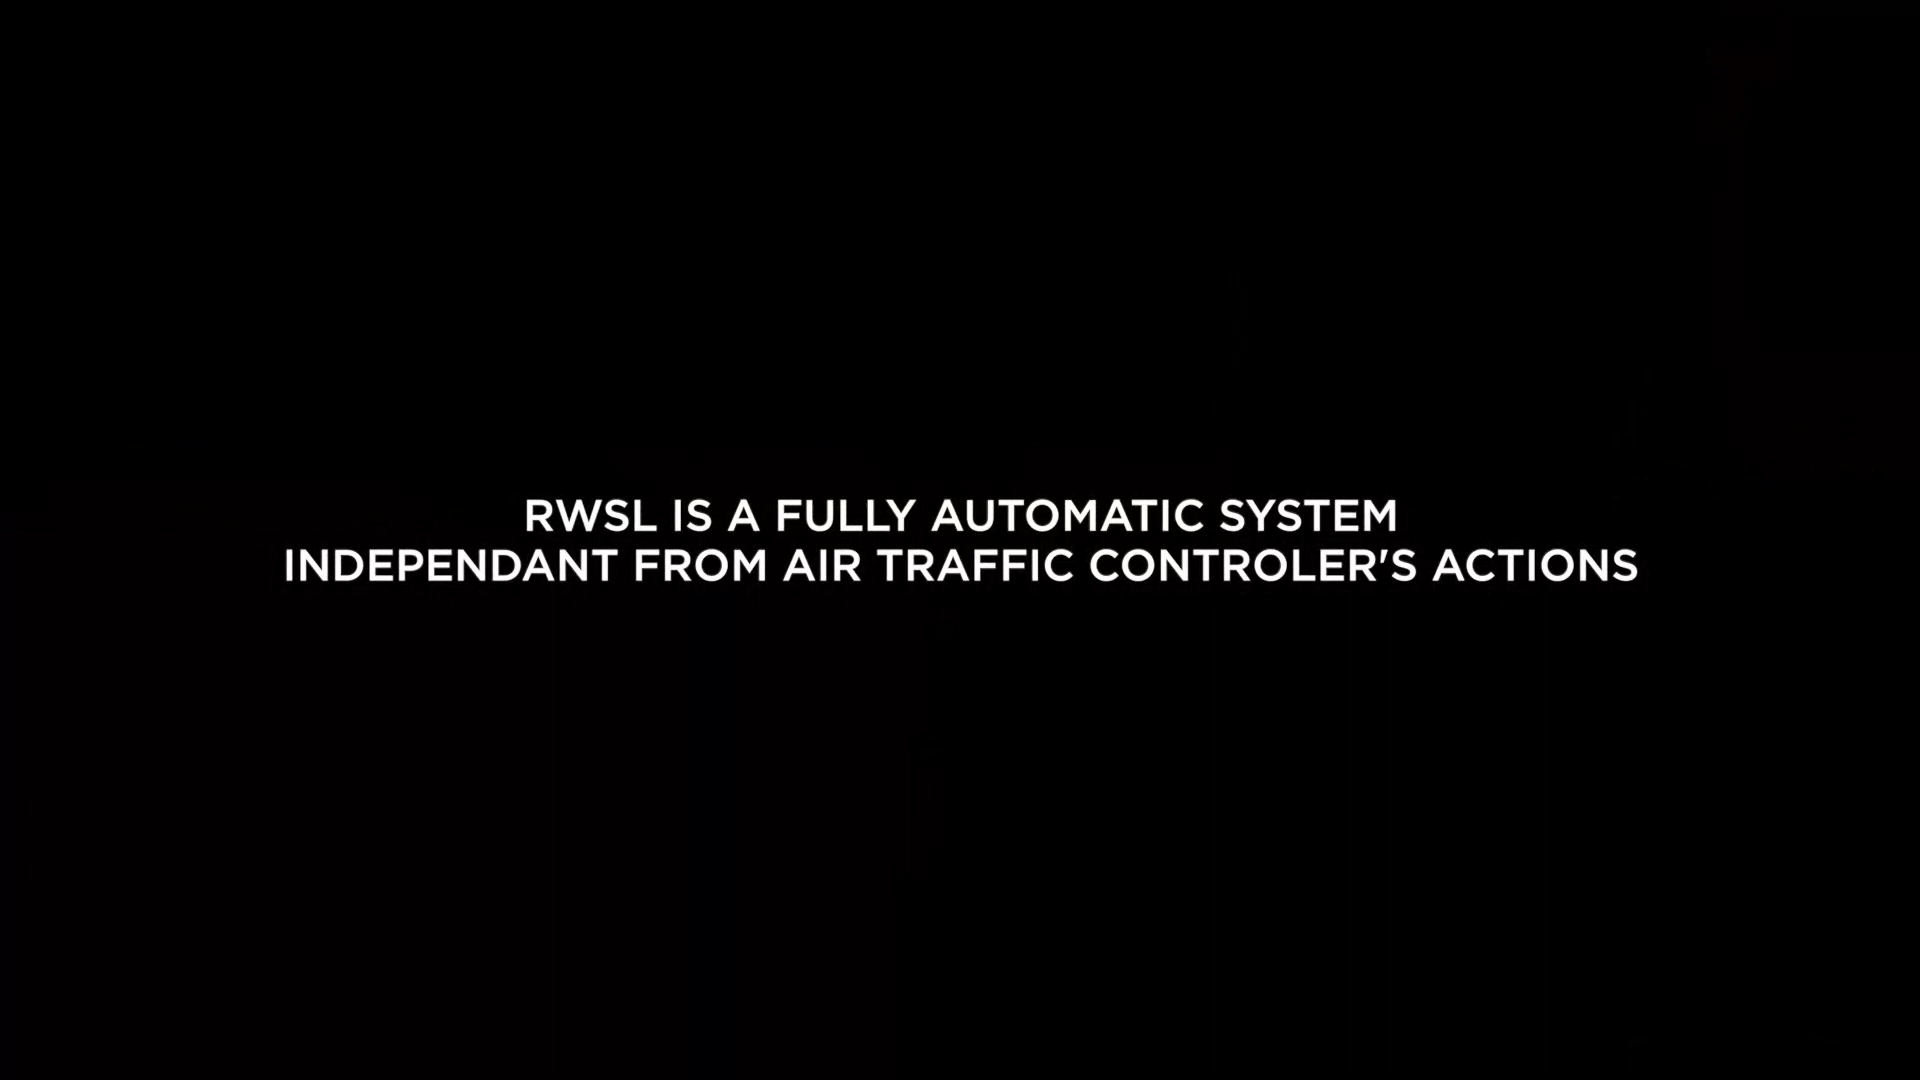 RWSL IS A FULLY AUTOMATIC SYSTEM
INDEPENDANT FROM AIR TRAFFIC CONTROLER'S ACTIONS